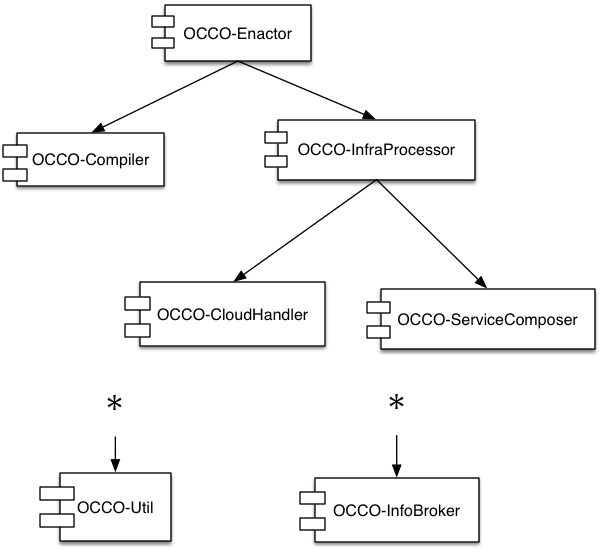 OCCO-Enactor
OCCO-Compiler
OCCO-InfraProcessor
OCCO-CloudHandler
OCCO-ServiceComposer
*
*
OCCO-Util
OCCO-InfoBroker